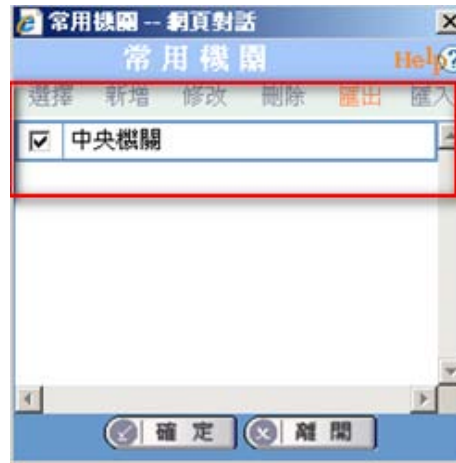 常用機關 -- 網頁對話
常用機關
Help
選擇 新增 修改 刪除 匯出 匯入
中央機關
確定 離開